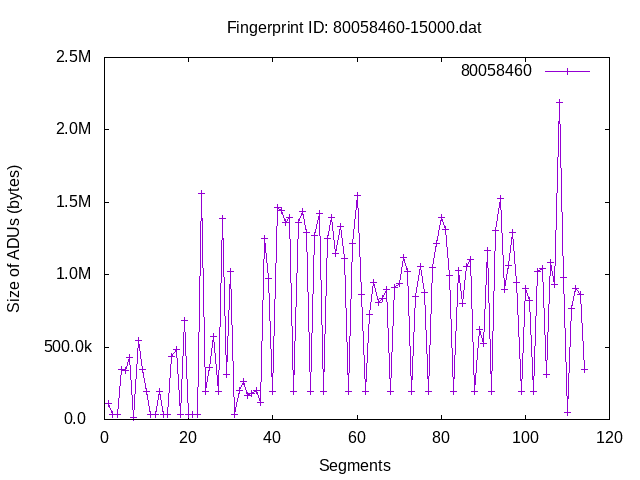 Fingerprint ID: 80058460-15000.dat
80058460
Size of ADUs (bytes)
2.5M
2.0M
1.5M
1.0M
500.0k
0.0
0 20 40 60 80 100 120
Segments